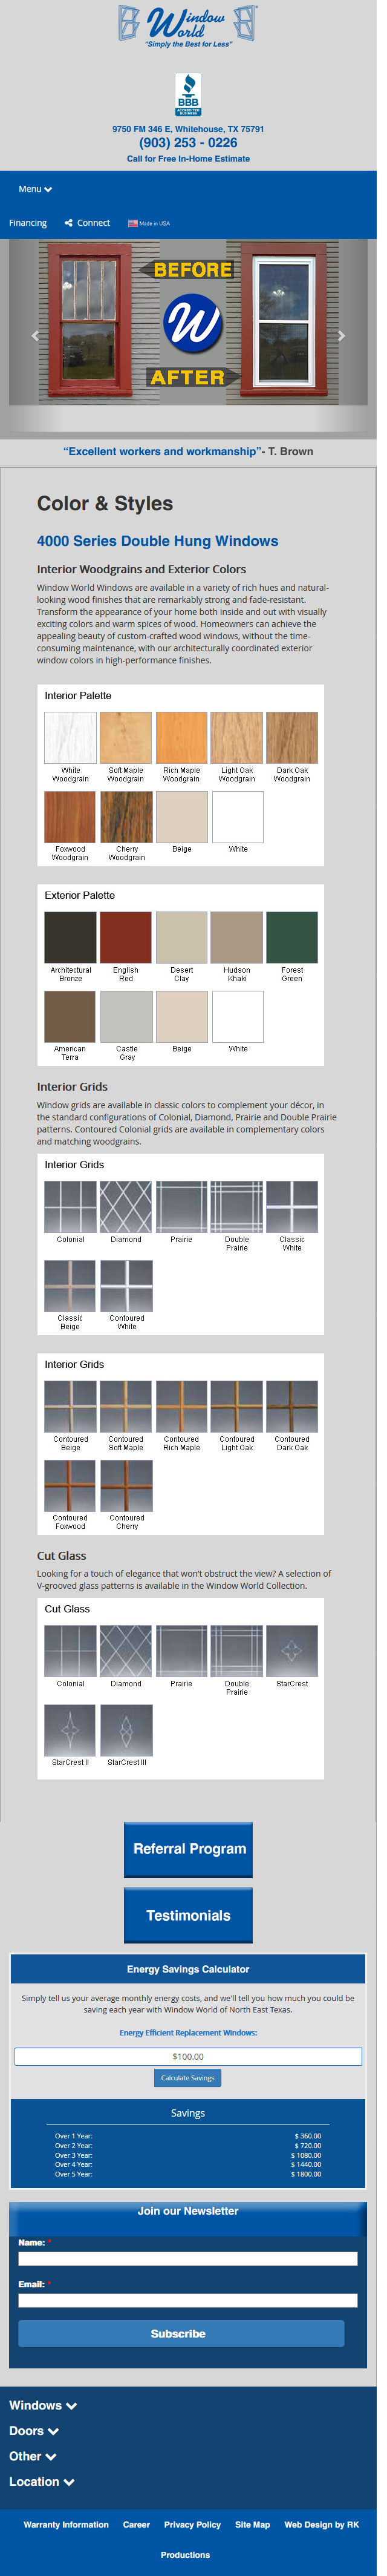 Window
World
"Simply the Best for Less"
BBB
ACCREDITED
BUSINESS
9750 FM 346 E, Whitehouse, TX 75791
(903) 253 - 0226
Call for Free In-Home Estimate
Menu
Financing
Connect
Made in USA
BEFORE
W
AFTER
“Excellent workers and workmanship”- T. Brown
Color & Styles
4000 Series Double Hung Windows
Interior Woodgrains and Exterior Colors
Window World Windows are available in a variety of rich hues and natural-
looking wood finishes that are remarkably strong and fade-resistant.
Transform the appearance of your home both inside and out with visually
exciting colors and warm spices of wood. Homeowners can achieve the
appealing beauty of custom-crafted wood windows, without the time-
consuming maintenance, with our architecturally coordinated exterior
window colors in high-performance finishes.
Interior Palette
White Woodgrain
Soft Maple Woodgrain
Rich Maple Woodgrain
Light Oak Woodgrain
Dark Oak Woodgrain
Foxwood Woodgrain
Cherry Woodgrain
Beige
White
Exterior Palette
Architectural Bronze
English Red
Desert Clay
Hudson Khaki
Forest Green
American Terra
Castle Gray
Beige
White
Interior Grids
Window grids are available in classic colors to complement your décor, in
the standard configurations of Colonial, Diamond, Prairie and Double Prairie
patterns. Contoured Colonial grids are available in complementary colors
and matching woodgrains.
Interior Grids
Colonial
Diamond
Prairie
Double Prairie
Classic White
Classic Beige
Contoured White
Interior Grids
Contoured Beige
Contoured Soft Maple
Contoured Rich Maple
Contoured Light Oak
Contoured Dark Oak
Contoured Foxwood
Contoured Cherry
Cut Glass
Looking for a touch of elegance that won’t obstruct the view? A selection of
V-grooved glass patterns is available in the Window World Collection.
Cut Glass
Colonial
Diamond
Prairie
Double Prairie
StarCrest
StarCrest II
StarCrest III
Referral Program
Testimonials
Energy Savings Calculator
Simply tell us your average monthly energy costs, and we'll tell you how much you could be
saving each year with Window World of North East Texas.
Energy Efficient Replacement Windows:
$100.00
Calculate Savings
Savings
Over 1 Year: $ 360.00
Over 2 Year: $ 720.00
Over 3 Year: $ 1080.00
Over 4 Year: $ 1440.00
Over 5 Year: $ 1800.00
Join our Newsletter
Name: *
Email: *
Subscribe
Windows
Doors
Other
Location
Warranty Information Career Privacy Policy Site Map Web Design by RK
Productions